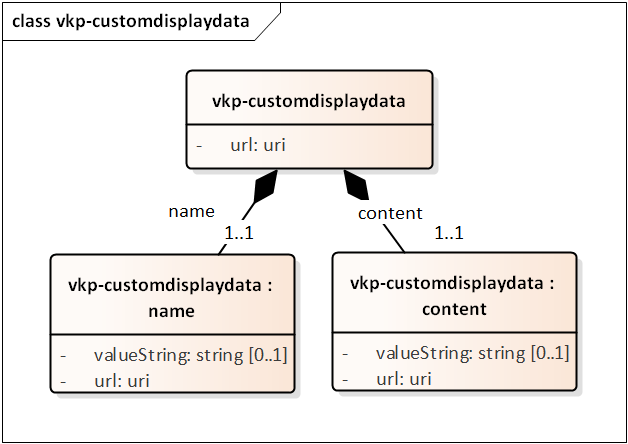 class vkp-customdisplaydata
vkp-customdisplaydata
- url: uri
name
content
1..1
1..1
vkp-customdisplaydata :
name
- valueString: string [0..1]
- url: uri
vkp-customdisplaydata :
content
- valueString: string [0..1]
- url: uri